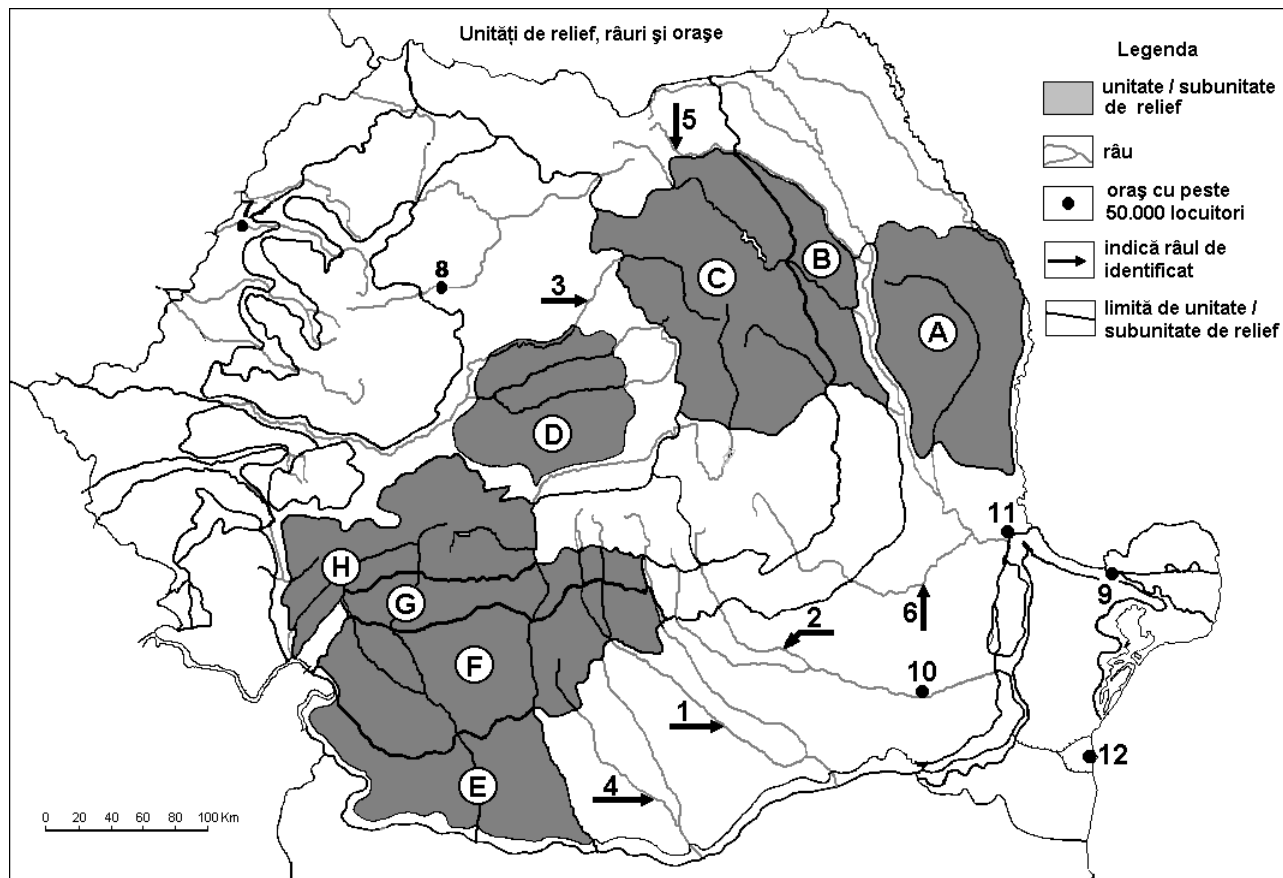 Unități de relief, râuri și orașe
Legenda
unitate / subunitate
de relief
râu
oraș cu peste
50.000 locuitori
indică râul de
identificat
limită de unitate /
subunitate de relief
5
B
C
A
8
3
D
11
H
9
G
2
6
F
10
1
12
E
4
0 20 40 60 80 100 Km